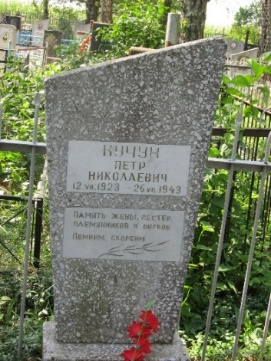 КУЧУК
ПЕТР
НИКОЛАЕВИЧ
12.VII.1923 – 26.VII.1943
ПАМЯТЬ ЖЕНЫ, СЕСТЕР,
ПЛЕМЯННИКОВ И ВНУКОВ
ПОМНИМ, СКОРБИМ